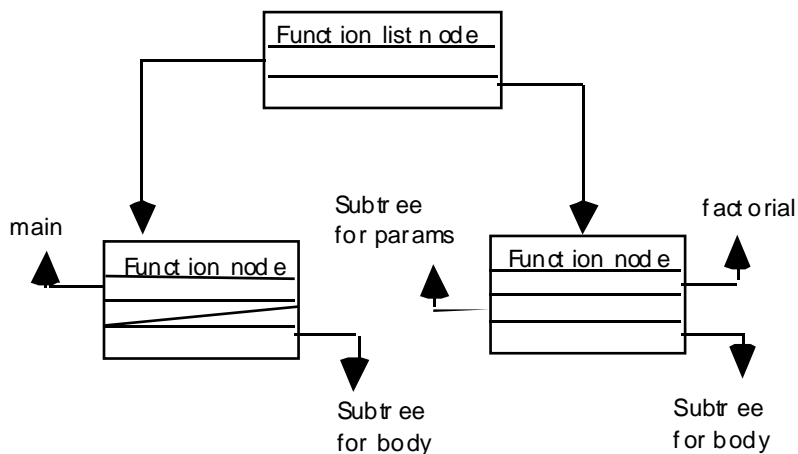 Function list node
Subtree
for params
factorial
main
Function node
Function node
Subtree
for body
Subtree
for body